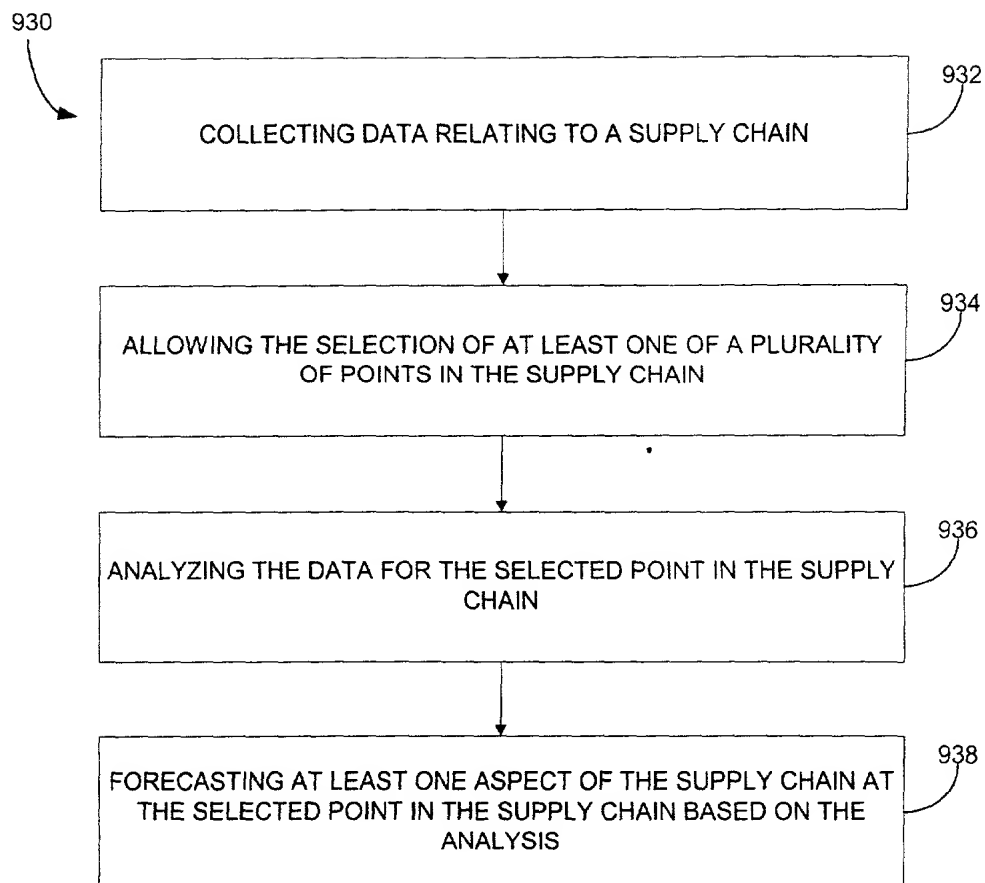 930
932
COLLECTING DATA RELATING TO A SUPPLY CHAIN
934
ALLOWING THE SELECTION OF AT LEAST ONE OF A PLURALITY
OF POINTS IN THE SUPPLY CHAIN
936
ANALYZING THE DATA FOR THE SELECTED POINT IN THE SUPPLY
CHAIN
938
FORECASTING AT LEAST ONE ASPECT OF THE SUPPLY CHAIN AT
THE SELECTED POINT IN THE SUPPLY CHAIN BASED ON THE
ANALYSIS